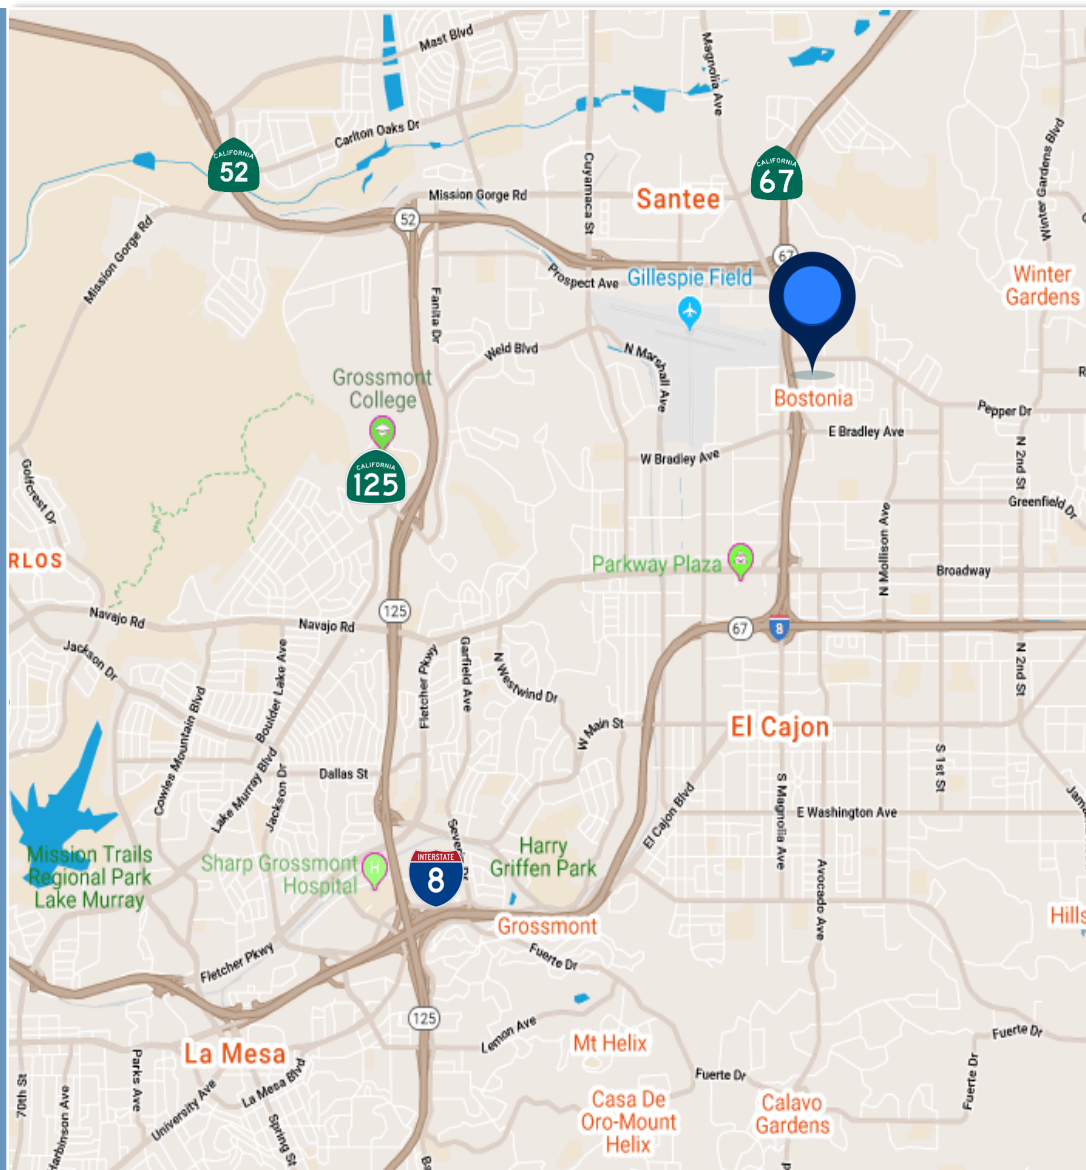 Mast Blvd
Magnolia Ave
Carlton Oaks Dr
Winter Gardens Blvd
CALIFORNIA
52
CALIFORNIA
67
Cuyamaca St
Mission Gorge Rd
Santee
52
Mission Gorge Rd
67
Prospect Ave
Gillespie Field
Winter
Gardens
Fanita Dr
Weld Blvd
N Marshall Ave
Grossmont
College
Bostonia
Pepper Dr
E Bradley Ave
W Bradley Ave
N 2nd St
CALIFORNIA
125
Golfcrest Dr
Greenfield Dr
N Mollison Ave
RLOS
Parkway Plaza
Broadway
125
Navajo Rd
Navajo Rd
67
8
Jackson Dr
Boulder Lake Ave
Fletcher Pkwy
Garfield Ave
N Westwind Dr
N 2nd St
Cowles Mountain Blvd
W Main St
El Cajon
Lake Murray Blvd
Jackson Dr
Dallas St
S Magnolia Ave
S 1st St
El Cajon Blvd
E Washington Ave
Mission Trails
Regional Park
Lake Murray
Sharp Grossmont
Hospital
H
INTERSTATE
8
Harry
Griffen Park
Avocado Ave
Grossmont
Hills
Fletcher Pkwy
Fuerte Dr
125
Lemon Ave
La Mesa
Mt Helix
Fuerte Dr
Parks Ave
La Mesa Blvd
Fuerte Dr
Fuerte Dr
70th St
Harbinson Ave
University Ave
Spring St
Casa De
Oro-Mount
Helix
Calavo
Gardens